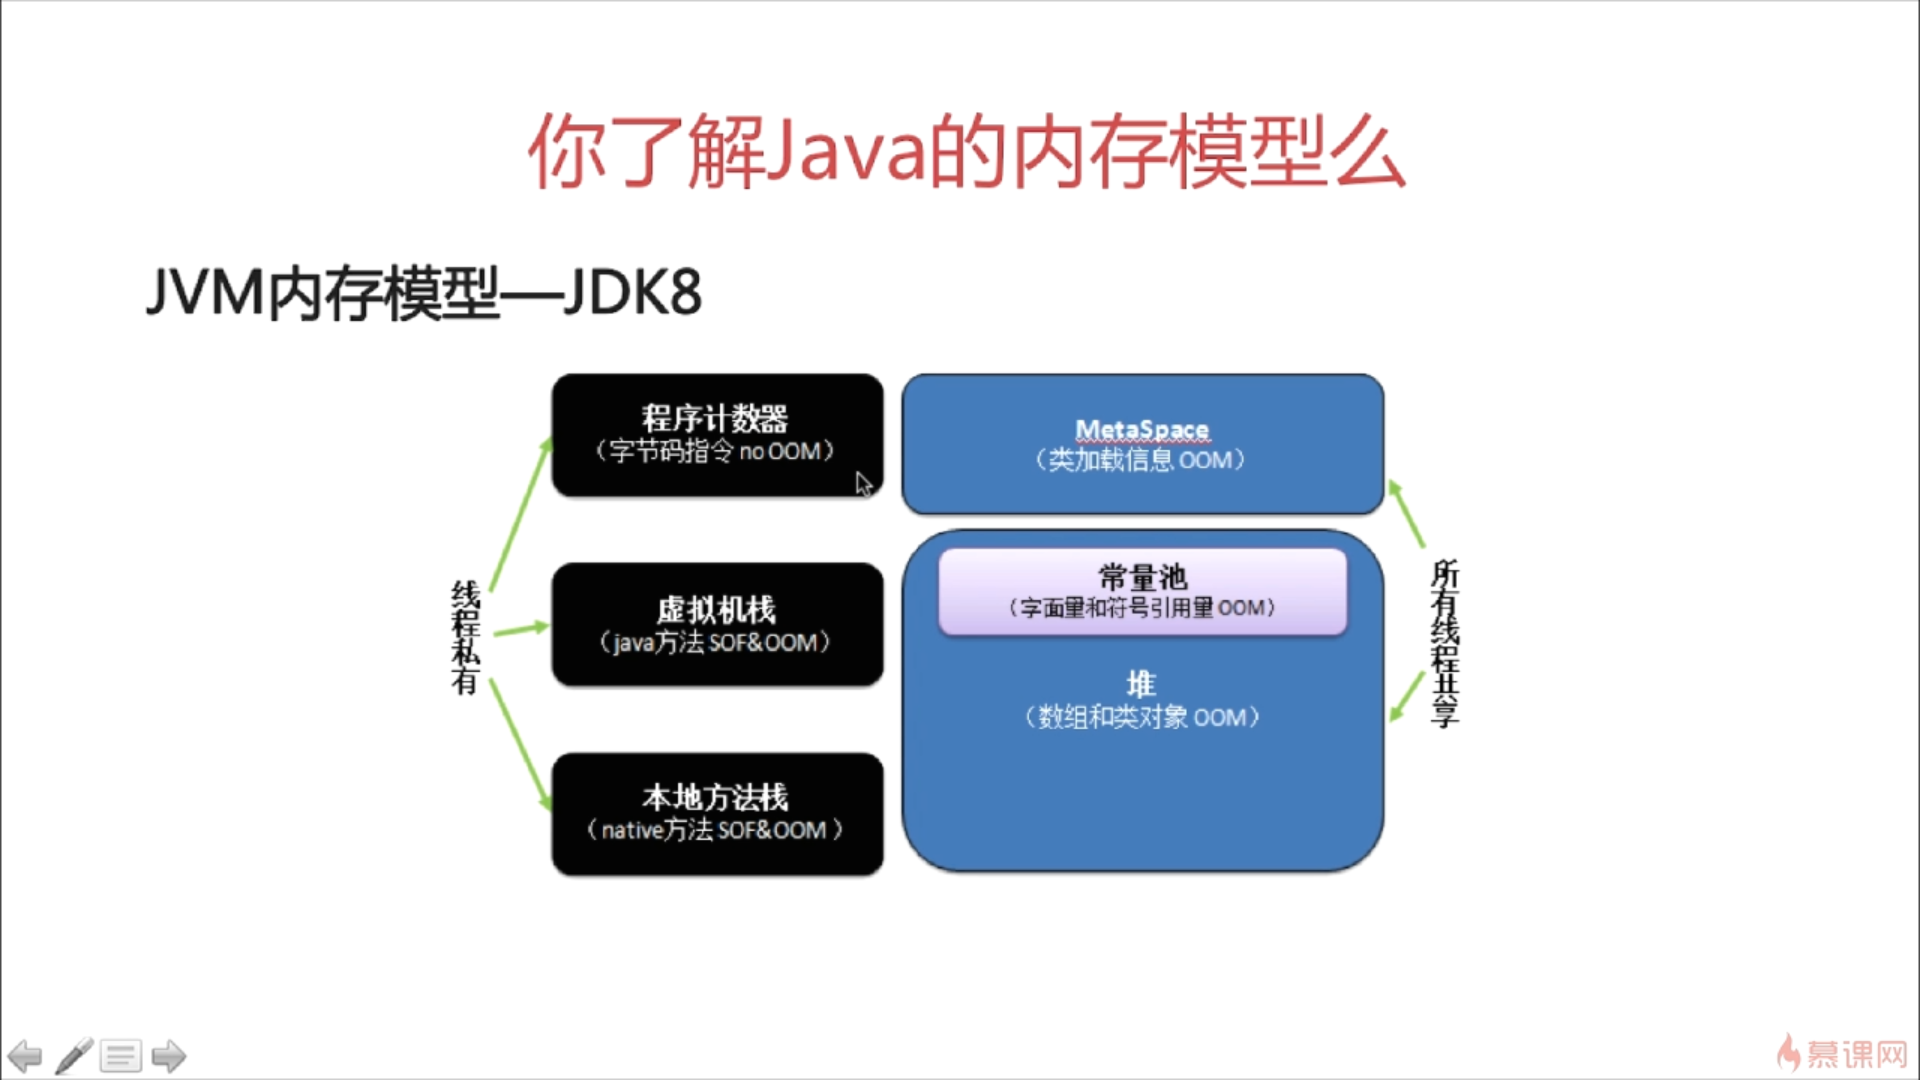 你了解Java的内存模型么
JVM内存模型—JDK8
线程私有
程序计数器
（字节码指令 no OOM）
虚拟机栈
（java方法 SOF&OOM）
本地方法栈
（native方法 SOF&OOM）
MetaSpace
（类加载信息 OOM）
常量池
（字面量和符号引用量 OOM）
堆
（数组和类对象 OOM）
所有线程共享
慕课网